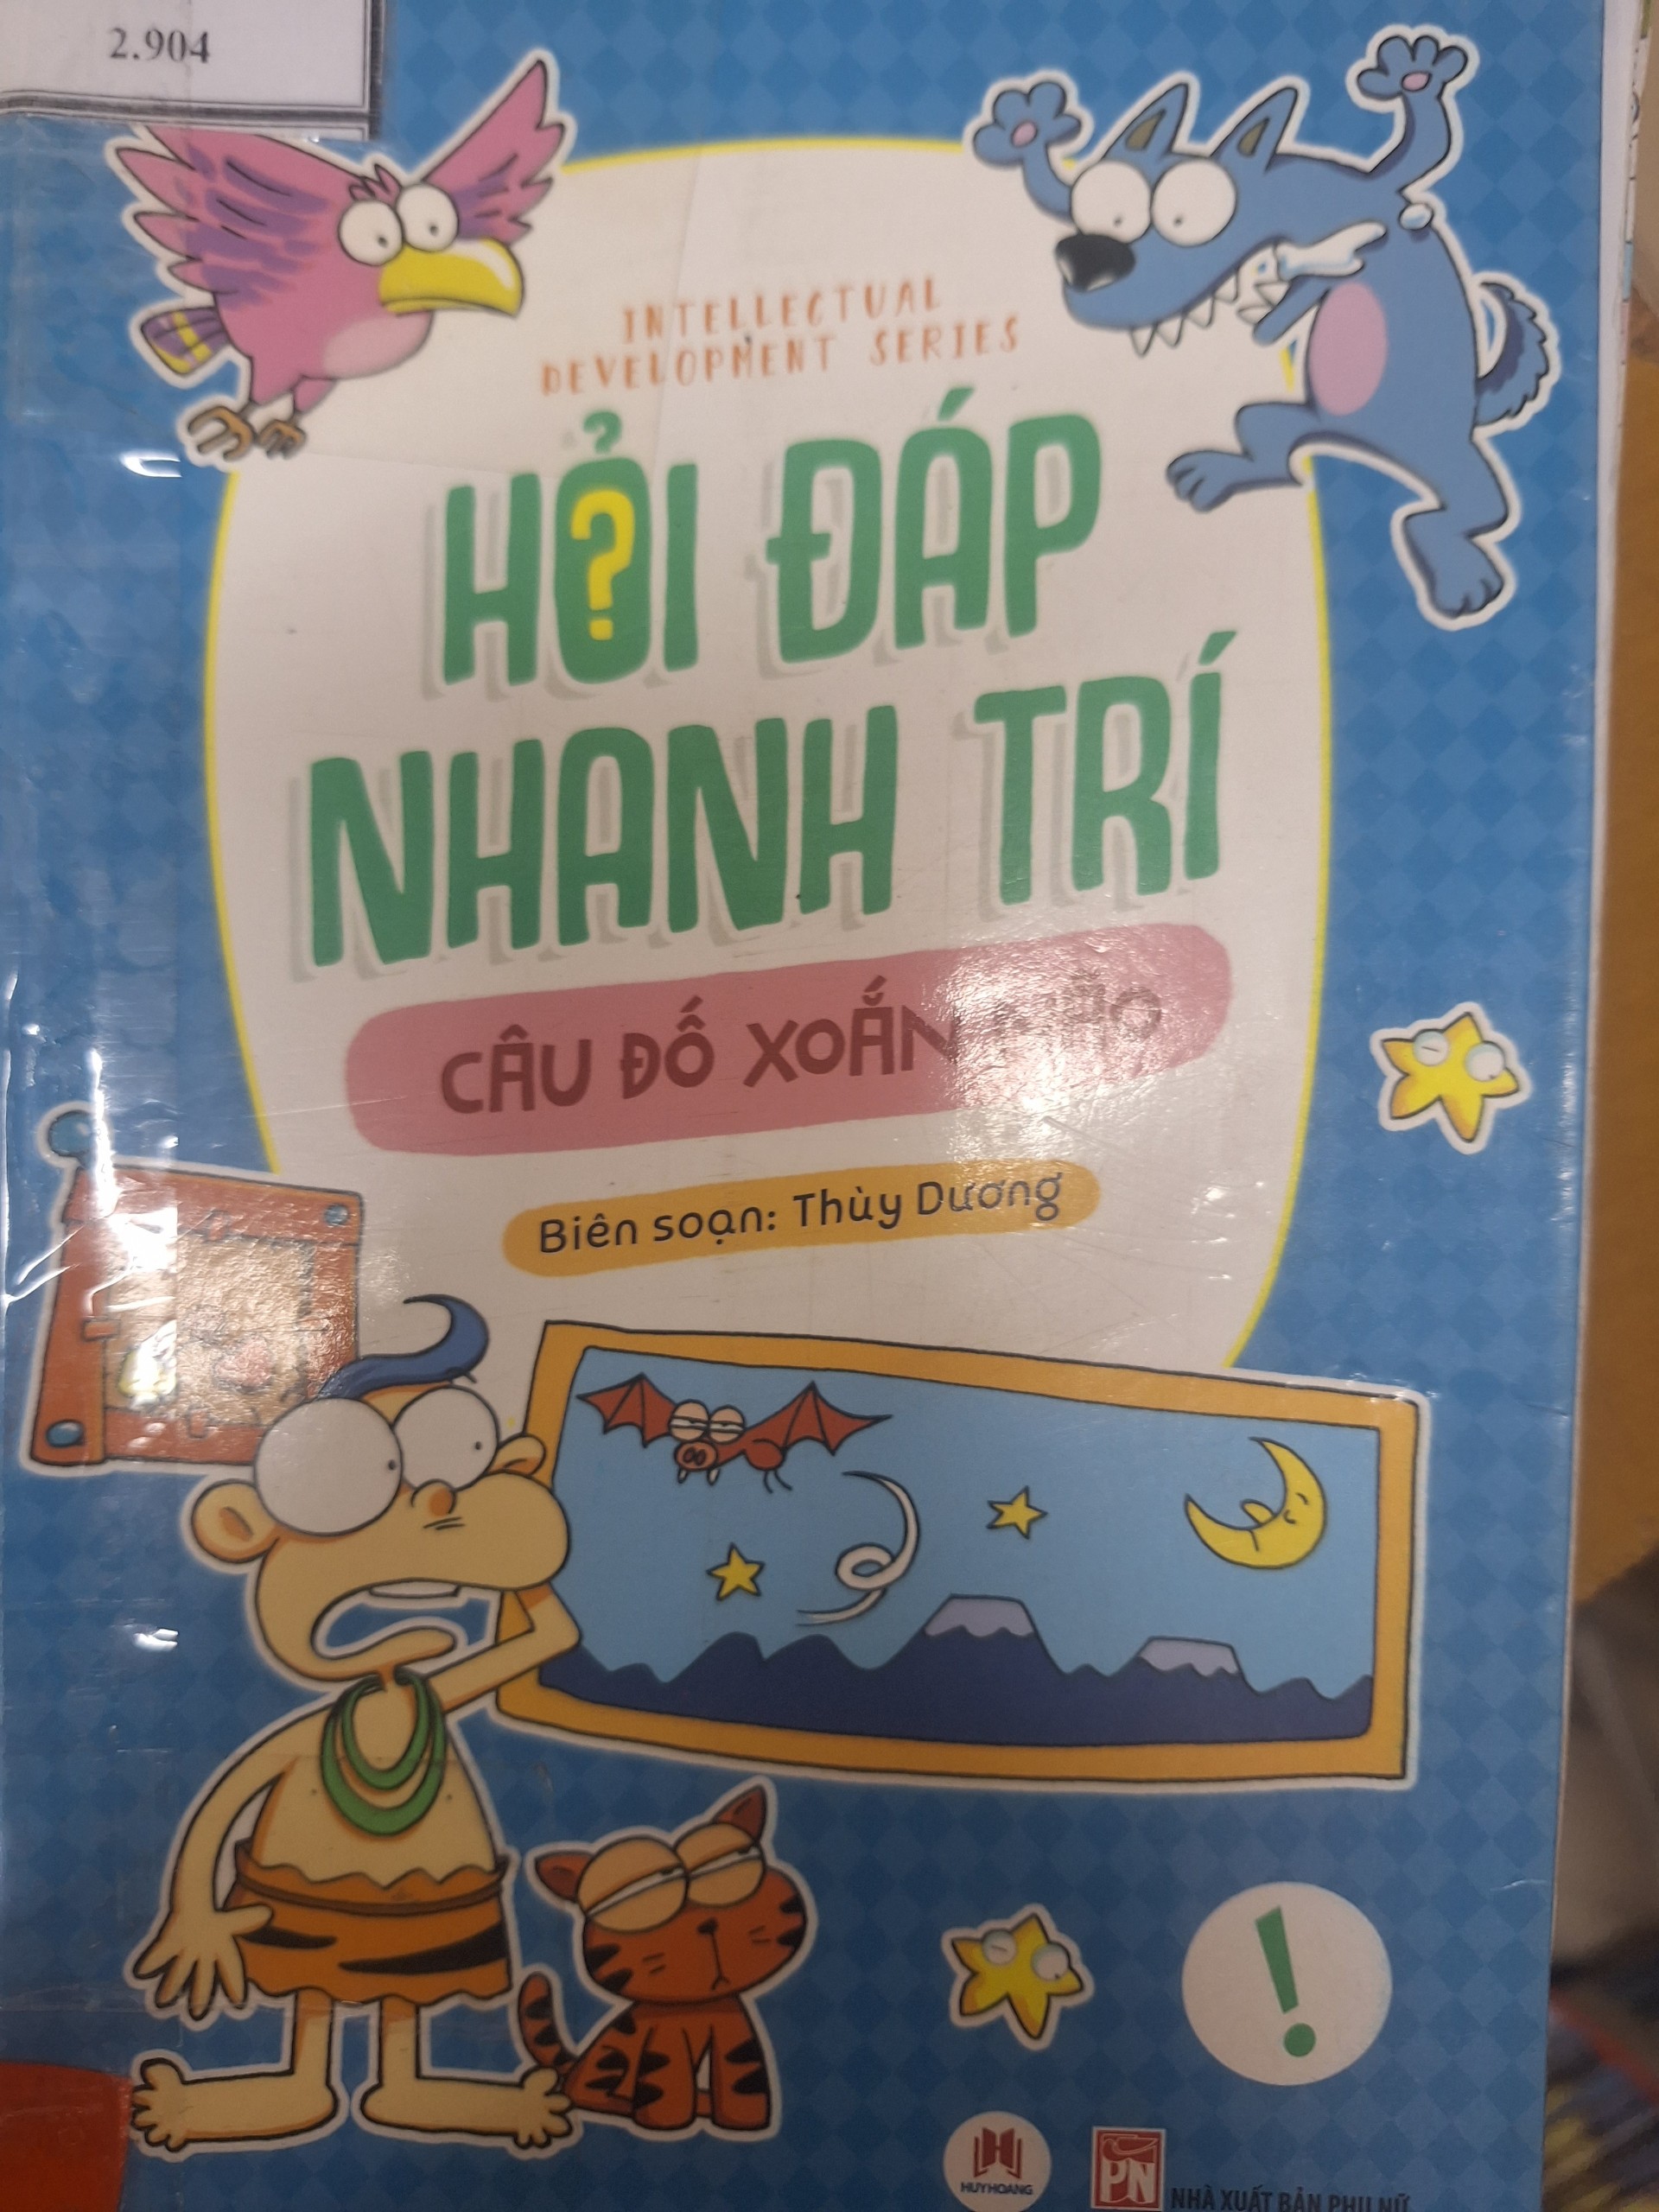 2.904
INTELLECTUAL
DEVELOPMENT SERIES
HỎI ĐÁP
?
NHANH TRÍ
CÂU ĐỐ XOẮN NÃO
Biên soạn: Thùy Dương
!
HUYHOANG
PN
NHÀ XUẤT BẢN PHỤ NỮ